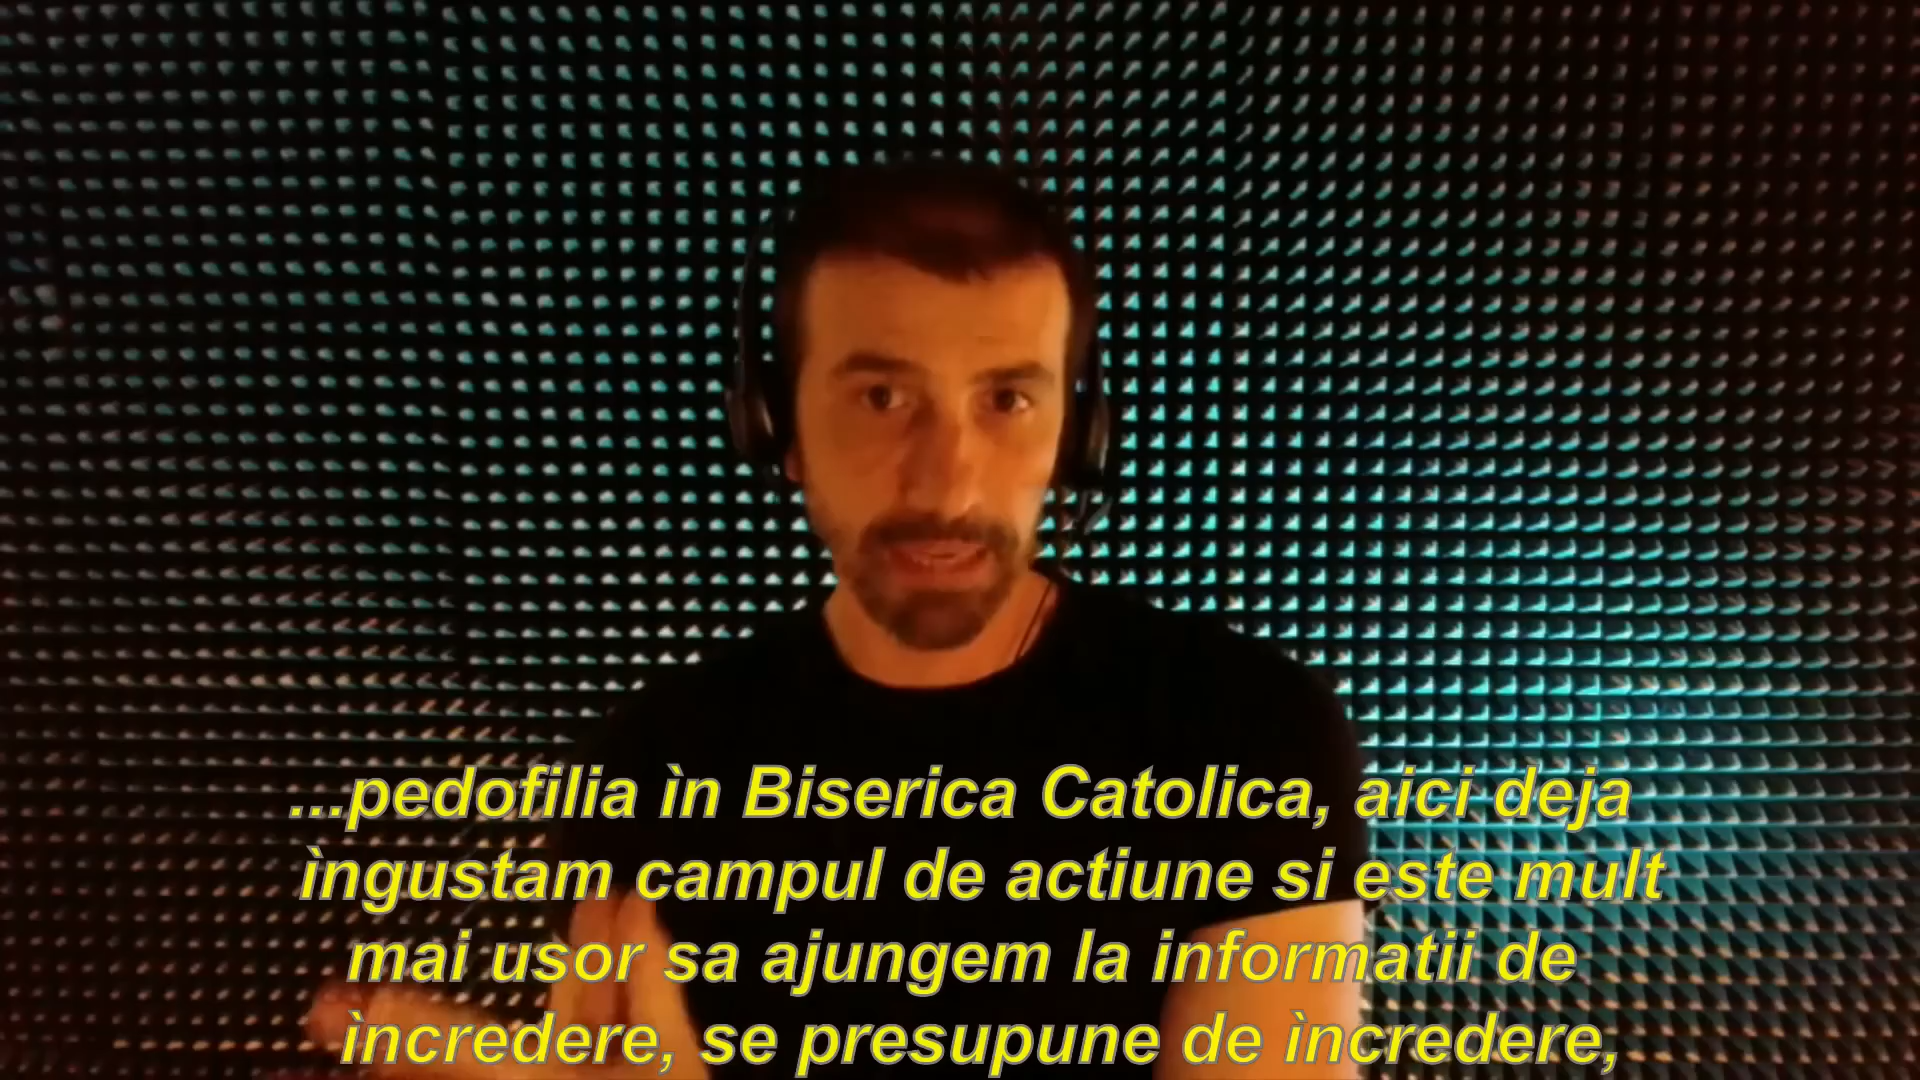 ...pedofilia ìn Biserica Catolica, aici deja
ìngustam campul de actiune si este mult
mai usor sa ajungem la informatii de
ìncredere, se presupune de ìncredere,